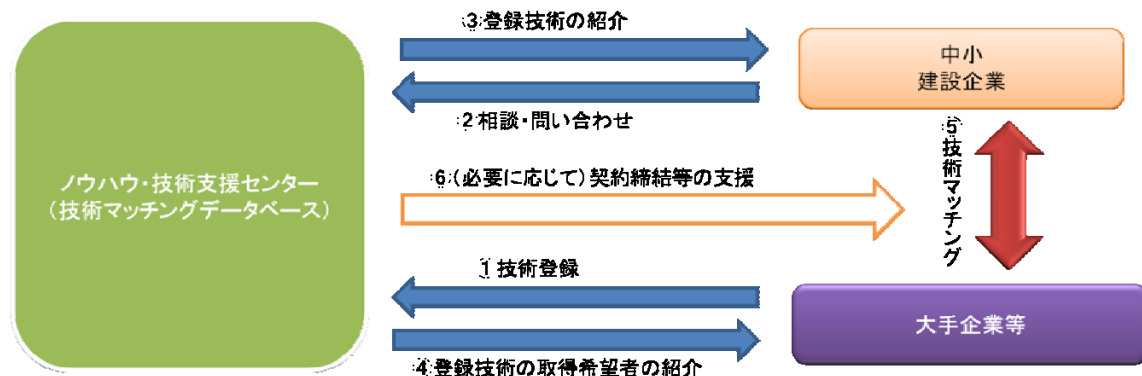 3 登録技術の紹介
中小
建設企業
2 相談・問い合わせ
ノウハウ・技術支援センター
（技術マッチングデータベース）
6 （必要に応じて）契約締結等の支援
5 技術マッチング
1 技術登録
大手企業等
4 登録技術の取得希望者の紹介